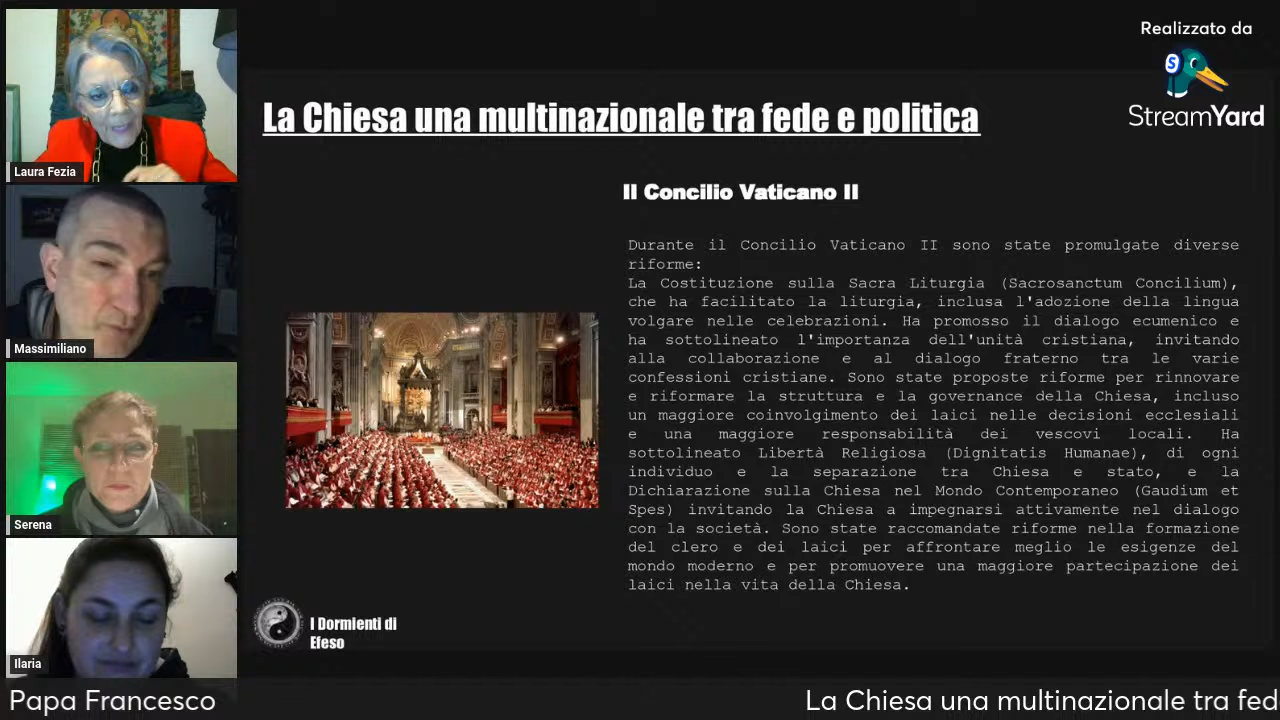 Realizzato da
StreamYard
La Chiesa una multinazionale tra fede e politica
Il Concilio Vaticano II
Durante il Concilio Vaticano II sono state promulgate diverse
riforme:
La Costituzione sulla Sacra Liturgia (Sacrosanctum Concilium),
che ha facilitato la liturgia, inclusa l'adozione della lingua
volgare nelle celebrazioni. Ha promosso il dialogo ecumenico e
ha sottolineato l'importanza dell'unità cristiana, invitando
alla collaborazione e al dialogo fraterno tra le varie
confessioni cristiane. Sono state proposte riforme per rinnovare
e riformare la struttura e la governance della Chiesa, incluso
un maggiore coinvolgimento dei laici nelle decisioni ecclesiali
e una maggiore responsabilità dei vescovi locali. Ha
sottolineato Libertà Religiosa (Dignitatis Humanae), di ogni
individuo e la separazione tra Chiesa e stato, e la
Dichiarazione sulla Chiesa nel Mondo Contemporaneo (Gaudium et
Spes) invitando la Chiesa a impegnarsi attivamente nel dialogo
con la società. Sono state raccomandate riforme nella formazione
del clero e dei laici per affrontare meglio le esigenze del
mondo moderno e per promuovere una maggiore partecipazione dei
laici nella vita della Chiesa.
Laura Fezia
Massimiliano
Serena
Ilaria
I Dormienti di
Efeso
Papa Francesco
La Chiesa una multinazionale tra fed